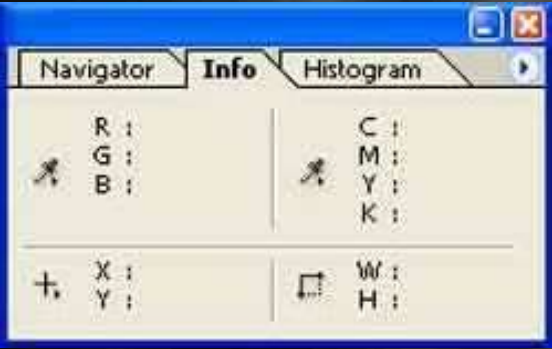 Navigator Info Histogram
R :
G :
B :
C :
M :
Y :
K :
X :
Y :
W :
H :